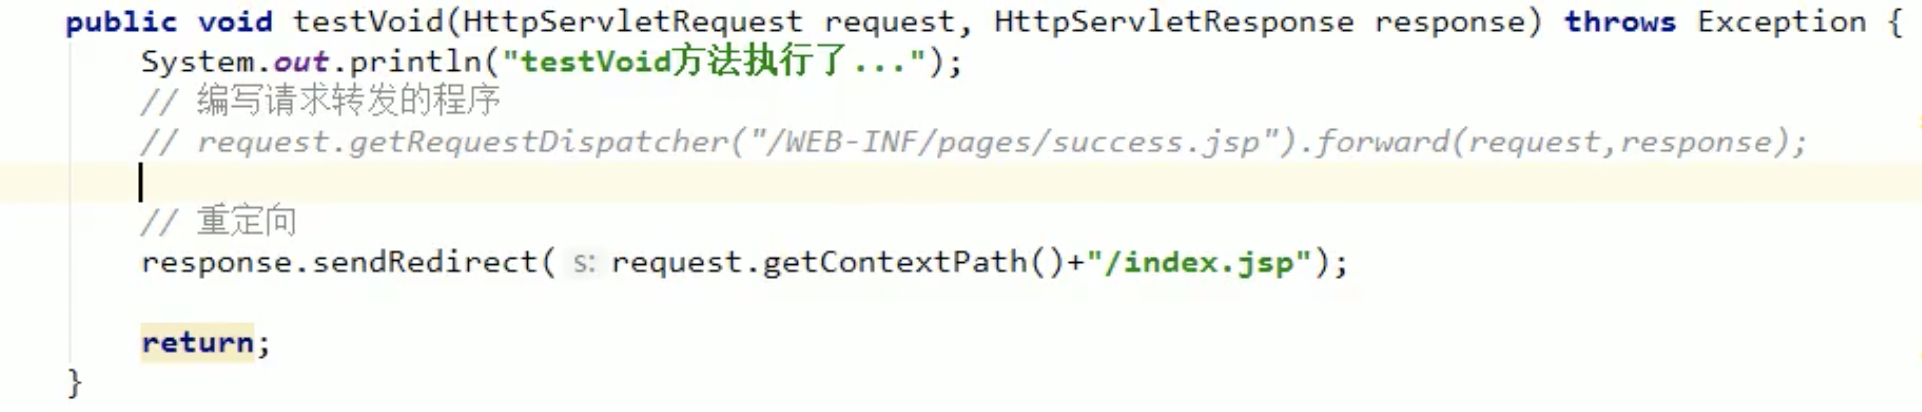 public void testVoid(HttpServletRequest request, HttpServletResponse response) throws Exception {
System.out.println("testVoid方法执行了...");
// 编写请求转发的程序
// request.getRequestDispatcher("/WEB-INF/pages/success.jsp").forward(request,response);
// 重定向
response.sendRedirect( s: request.getContextPath()+"/index.jsp");
return;
}